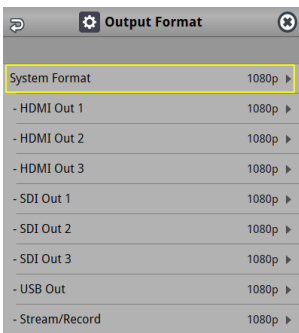 Output Format
System Format 1080p
- HDMI Out 1 1080p
- HDMI Out 2 1080p
- HDMI Out 3 1080p
- SDI Out 1 1080p
- SDI Out 2 1080p
- SDI Out 3 1080p
- USB Out 1080p
- Stream/Record 1080p